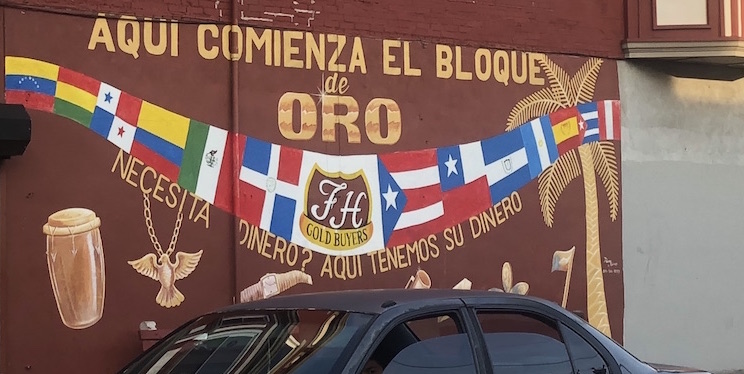 AQUI COMIENZA EL BLOQUE
de
ORO
NECESITA DINERO? AQUI TENEMOS SU DINERO
FH
GOLD BUYERS